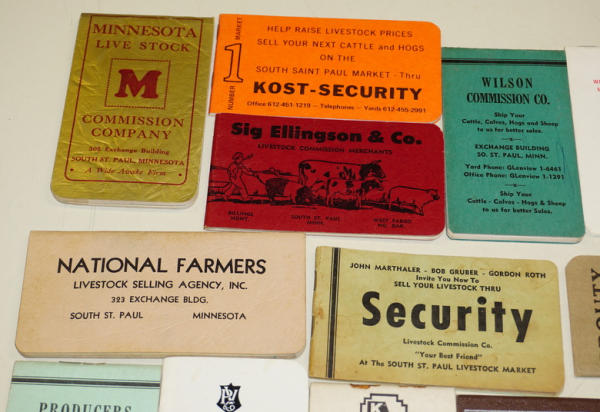 MINNESOTA
LIVE STOCK
M
COMMISSION
COMPANY
305 Exchange Building
SOUTH ST. PAUL, MINNESOTA
A Wide Awake Firm
NUMBER 1 MARKET
HELP RAISE LIVESTOCK PRICES
SELL YOUR NEXT CATTLE and HOGS
ON THE
SOUTH SAINT PAUL MARKET - Thru
KOST-SECURITY
Office 612-451-1219 — Telephones — Yards 612-455-2991
Sig Ellingson & Co.
LIVESTOCK COMMISSION MERCHANTS
BILLINGS MONT.
SOUTH ST. PAUL MINN.
WEST FARGO NO. DAK.
WILSON
COMMISSION CO.
Ship Your
Cattle, Calves, Hogs and Sheep
to us for better sales.
EXCHANGE BUILDING
SO. ST. PAUL, MINN.
Yard Phone: GLenview 1-6461
Office Phone: GLenview 1-1291
Ship Your
Cattle - Calves - Hogs & Sheep
to us for better Sales.
NATIONAL FARMERS
LIVESTOCK SELLING AGENCY, INC.
323 EXCHANGE BLDG.
SOUTH ST. PAUL MINNESOTA
JOHN MARTHALER - BOB GRUBER - GORDON ROTH
Invite You Now To
SELL YOUR LIVESTOCK THRU
Security
Livestock Commission Co.
"Your Best Friend"
At The SOUTH ST. PAUL LIVESTOCK MARKET
PRODUCERS
K